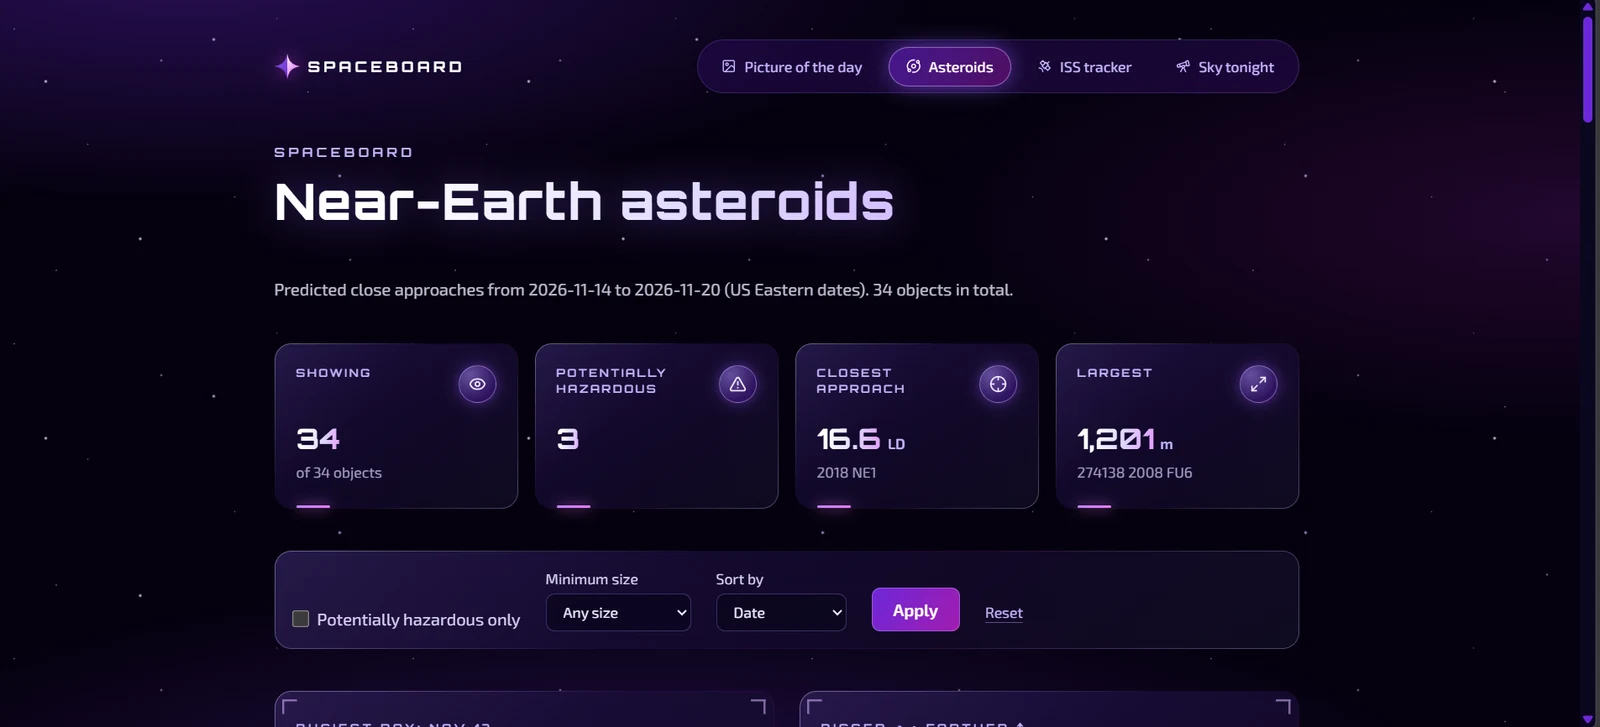 SPACEBOARD
Picture of the day
Asteroids
ISS tracker
Sky tonight
SPACEBOARD
Near-Earth asteroids
Predicted close approaches from 2026-11-14 to 2026-11-20 (US Eastern dates). 34 objects in total.
SHOWING
34
of 34 objects
POTENTIALLY
HAZARDOUS
3
CLOSEST
APPROACH
16.6 LD
2018 NE1
LARGEST
1,201 m
274138 2008 FU6
Potentially hazardous only
Minimum size
Any size
Sort by
Date
Apply
Reset